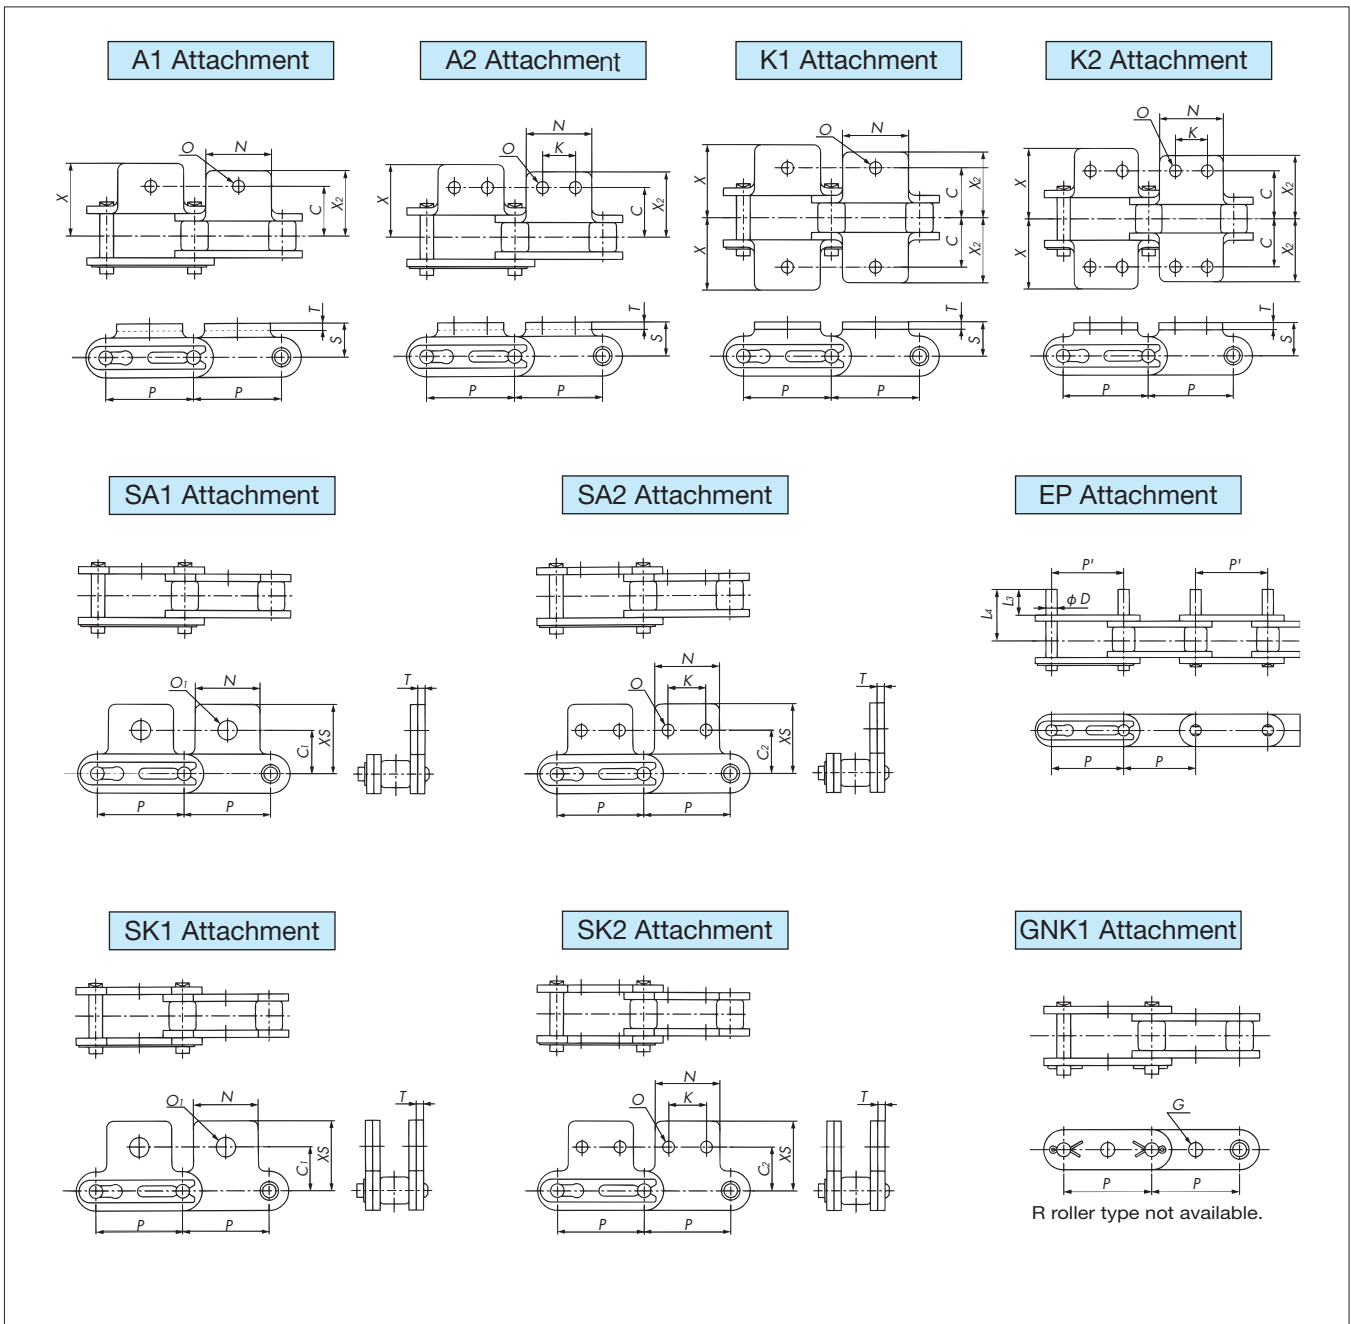 A1 Attachment
A2 Attachment
K1 Attachment
K2 Attachment
O N X C X2
T S P P
O N K X C X2
T S P P
O N X C X2 X C X2
T S P P
O N K X C X2 X C X2
T S P P
SA1 Attachment
SA2 Attachment
EP Attachment
O1 N C1 XS T
P P
O N K C2 XS T
P P
P' P' L4 L3 φD
P P
SK1 Attachment
SK2 Attachment
GNK1 Attachment
O1 N C1 XS T
P P
O N K C2 XS T
P P
G
P P
R roller type not available.